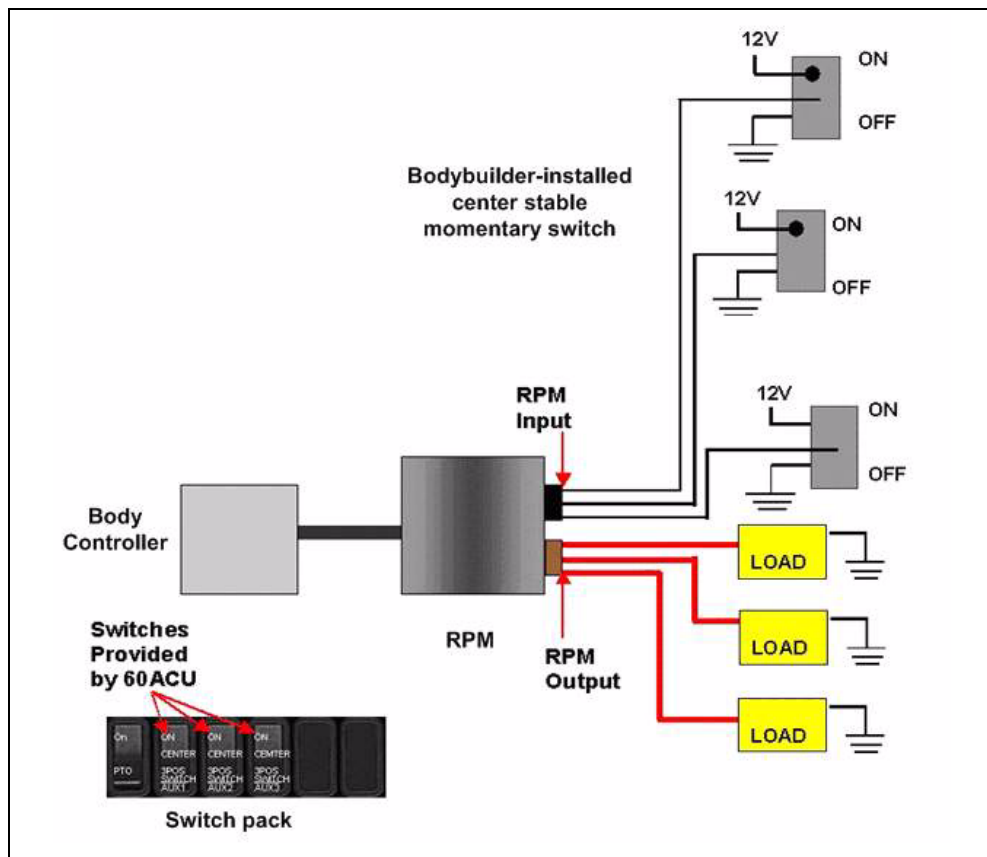 12V
ON
OFF
Bodybuilder-installed
center stable
momentary switch
12V
ON
OFF
RPM
Input
12V
ON
OFF
Body
Controller
LOAD
Switches
Provided
by 60ACU
RPM
RPM
Output
LOAD
LOAD
On
PTO
ON
CENTER
3POS
SWITCH
AUX1
ON
CENTER
3POS
SWITCH
AUX2
ON
CEMTER
3POS
SWITCH
AUX3
Switch pack